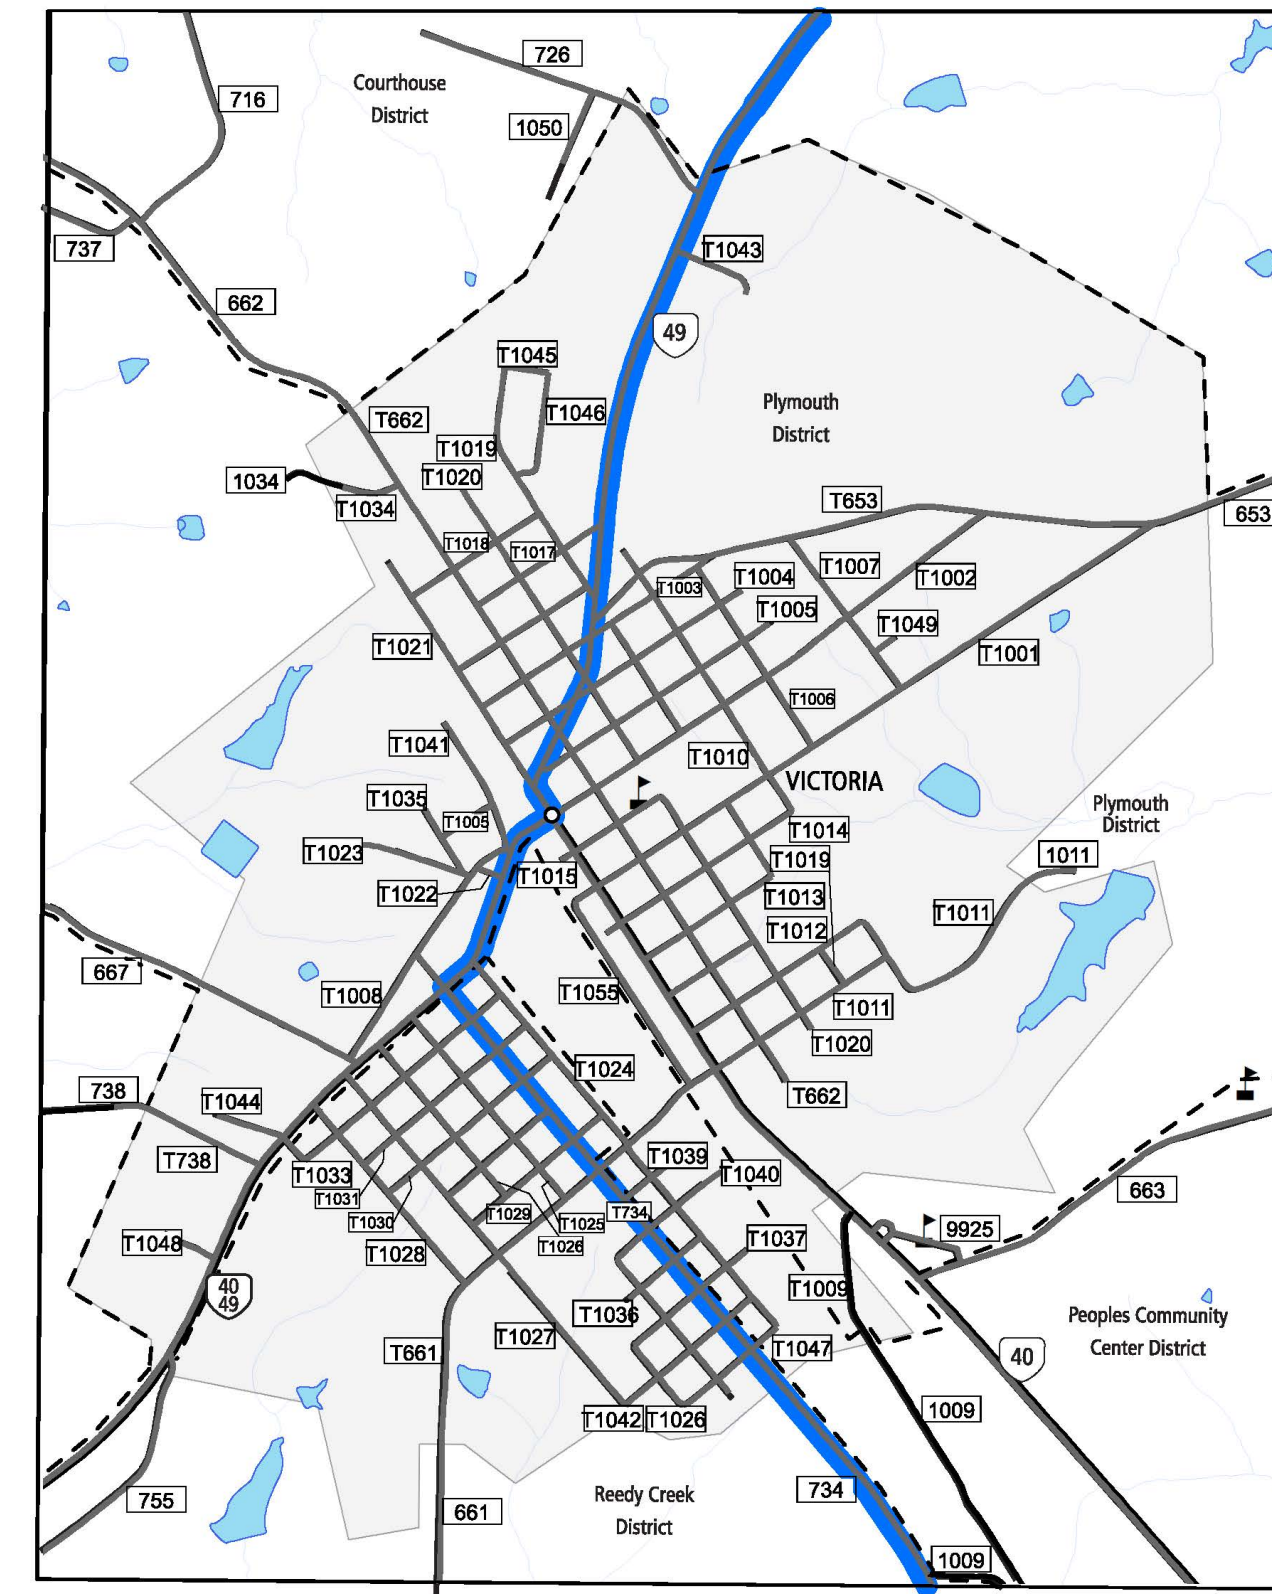 726
Courthouse
District
716
1050
737
T1043
662
49
T1045
Plymouth
District
T1046
T662
T1019
T1020
1034
T1034
T653
653
T1018
T1017
T1007
T1004
T1002
T1003
T1005
T1049
T1021
T1001
T1006
T1041
T1010
VICTORIA
T1035
T1005
Plymouth
District
T1014
T1023
T1019
1011
T1015
T1022
T1013
T1011
T1012
667
T1008
T1055
T1011
T1020
T1024
738
T1044
T662
T738
T1033
T1039
T1040
T1031
663
T1030
T1029
T734
T1025
T1026
9925
T1048
T1028
T1037
40
49
T1009
T1036
Peoples Community
Center District
T1027
T661
T1047
40
T1042
T1026
1009
734
Reedy Creek
District
755
661
1009